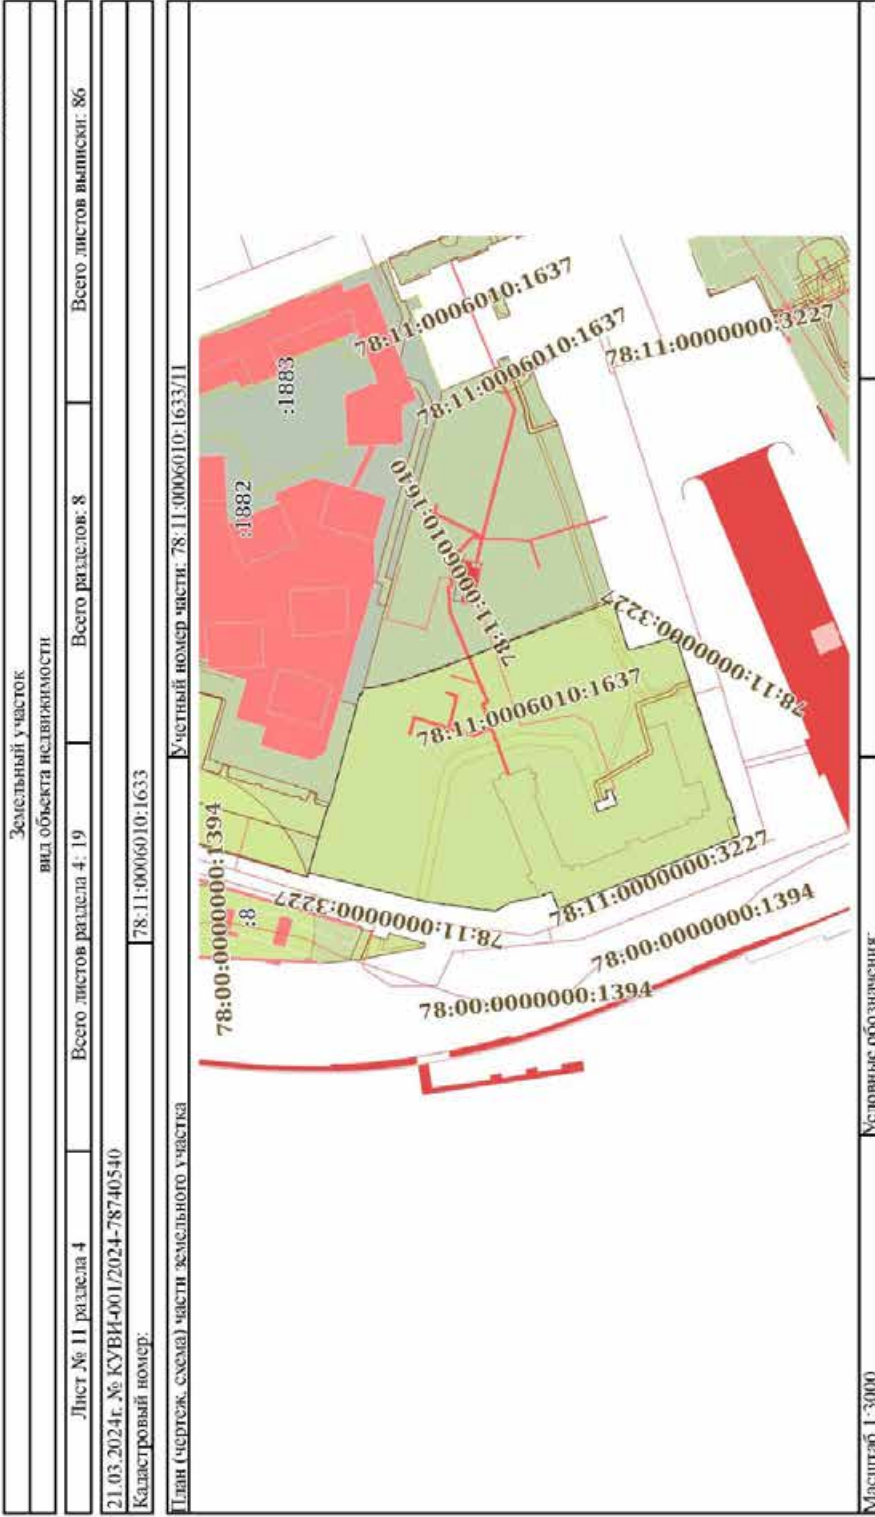 Земельный участок
вид объекта недвижимости
Лист № 11 раздела 4
Всего листов раздела 4: 19
Всего разделов: 8
Всего листов выписки: 86
21.03.2024г. № КУВИ-001/2024-78740540
Кадастровый номер:
78:11:0006010:1633
План (чертеж, схема) части земельного участка
Учетный номер части: 78:11:0006010:1633/11
:1883
:1882
78:11:0006010:1637
78:11:0006010:1637
78:11:0000000:3227
78:11:0006010:1640
78:11:0000000:3227
78:11:0006010:1637
78:00:0000000:1394
:8
78:11:0000000:3227
78:11:0000000:3227
78:00:0000000:1394
78:00:0000000:1394
Масштаб 1:3000
Условные обозначения: